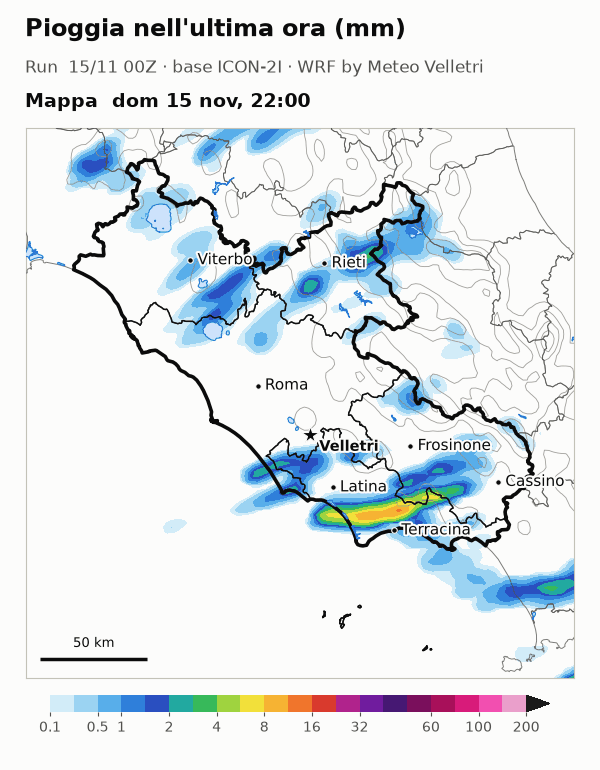 Pioggia nell'ultima ora (mm)
Run 15/11 00Z · base ICON-2I · WRF by Meteo Velletri
Mappa dom 15 nov, 22:00
Viterbo
Rieti
Roma
Velletri
Frosinone
Latina
Cassino
Terracina
50 km
0.1 0.5 1 2 4 8 16 32 60 100 200